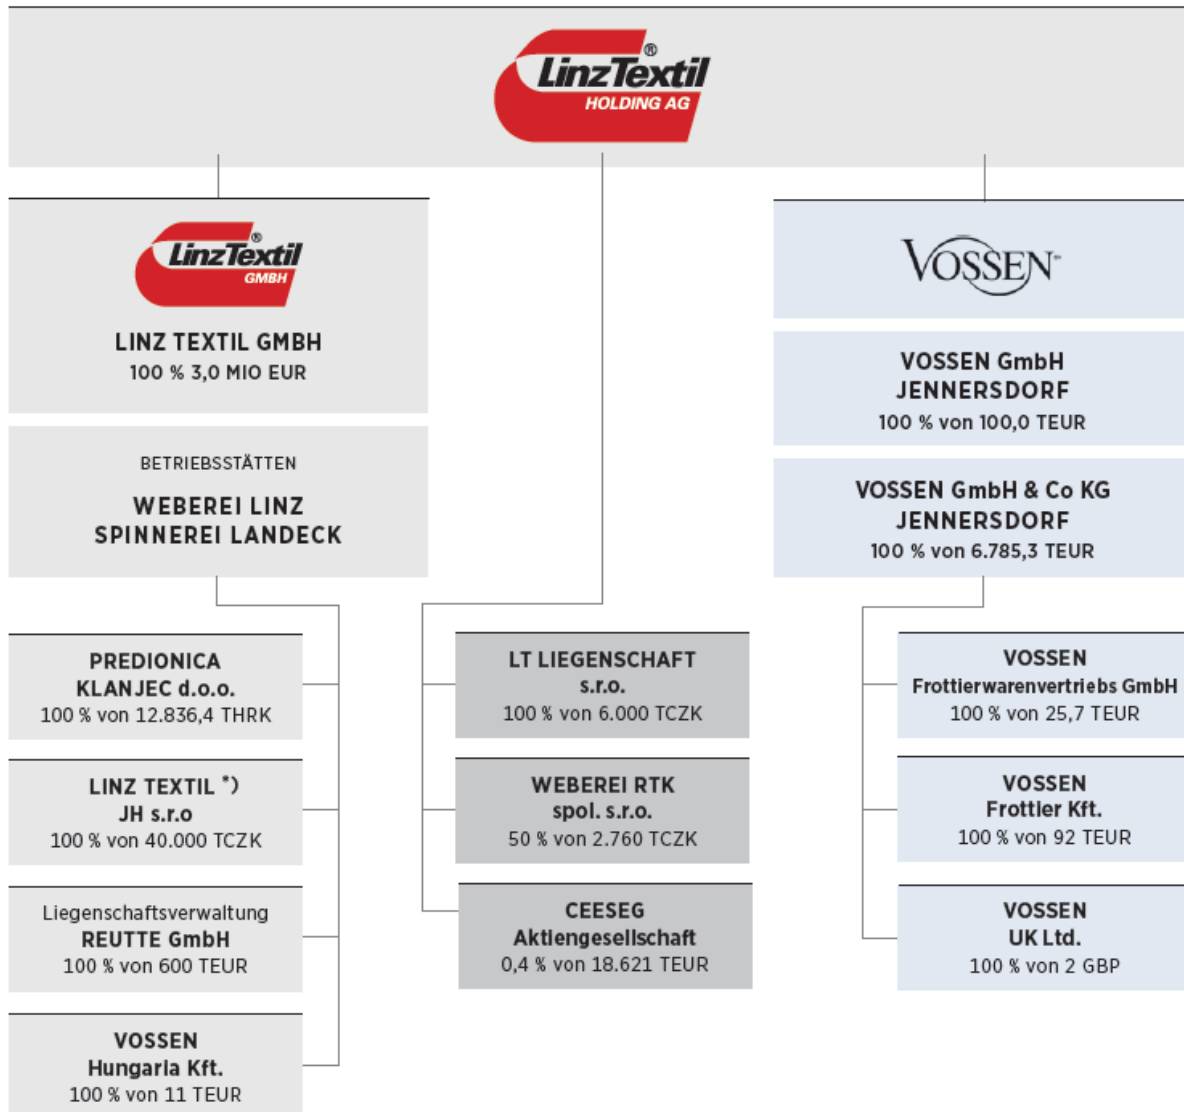 LinzTextil®
HOLDING AG
LinzTextil®
GMBH
LINZ TEXTIL GMBH
100 % 3,0 MIO EUR
BETRIEBSSTÄTTEN
WEBEREI LINZ
SPINNEREI LANDECK
PREDIONICA
KLANJEC d.o.o.
100 % von 12.836,4 THRK
LINZ TEXTIL *)
JH s.r.o
100 % von 40.000 TCZK
Liegenschaftsverwaltung
REUTTE GmbH
100 % von 600 TEUR
VOSSEN
Hungaria Kft.
100 % von 11 TEUR
LT LIEGENSCHAFT
s.r.o.
100 % von 6.000 TCZK
WEBEREI RTK
spol. s.r.o.
50 % von 2.760 TCZK
CEESEG
Aktiengesellschaft
0,4 % von 18.621 TEUR
VOSSEN™
VOSSEN GmbH
JENNERSDORF
100 % von 100,0 TEUR
VOSSEN GmbH & Co KG
JENNERSDORF
100 % von 6.785,3 TEUR
VOSSEN
Frottierwarenvertriebs GmbH
100 % von 25,7 TEUR
VOSSEN
Frottier Kft.
100 % von 92 TEUR
VOSSEN
UK Ltd.
100 % von 2 GBP